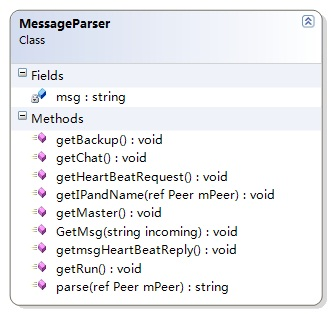 MessageParser
Class
Fields
msg : string
Methods
getBackup() : void
getChat() : void
getHeartBeatRequest() : void
getIPandName(ref Peer mPeer) : void
getMaster() : void
GetMsg(string incoming) : void
getmsgHeartBeatReply() : void
getRun() : void
parse(ref Peer mPeer) : string